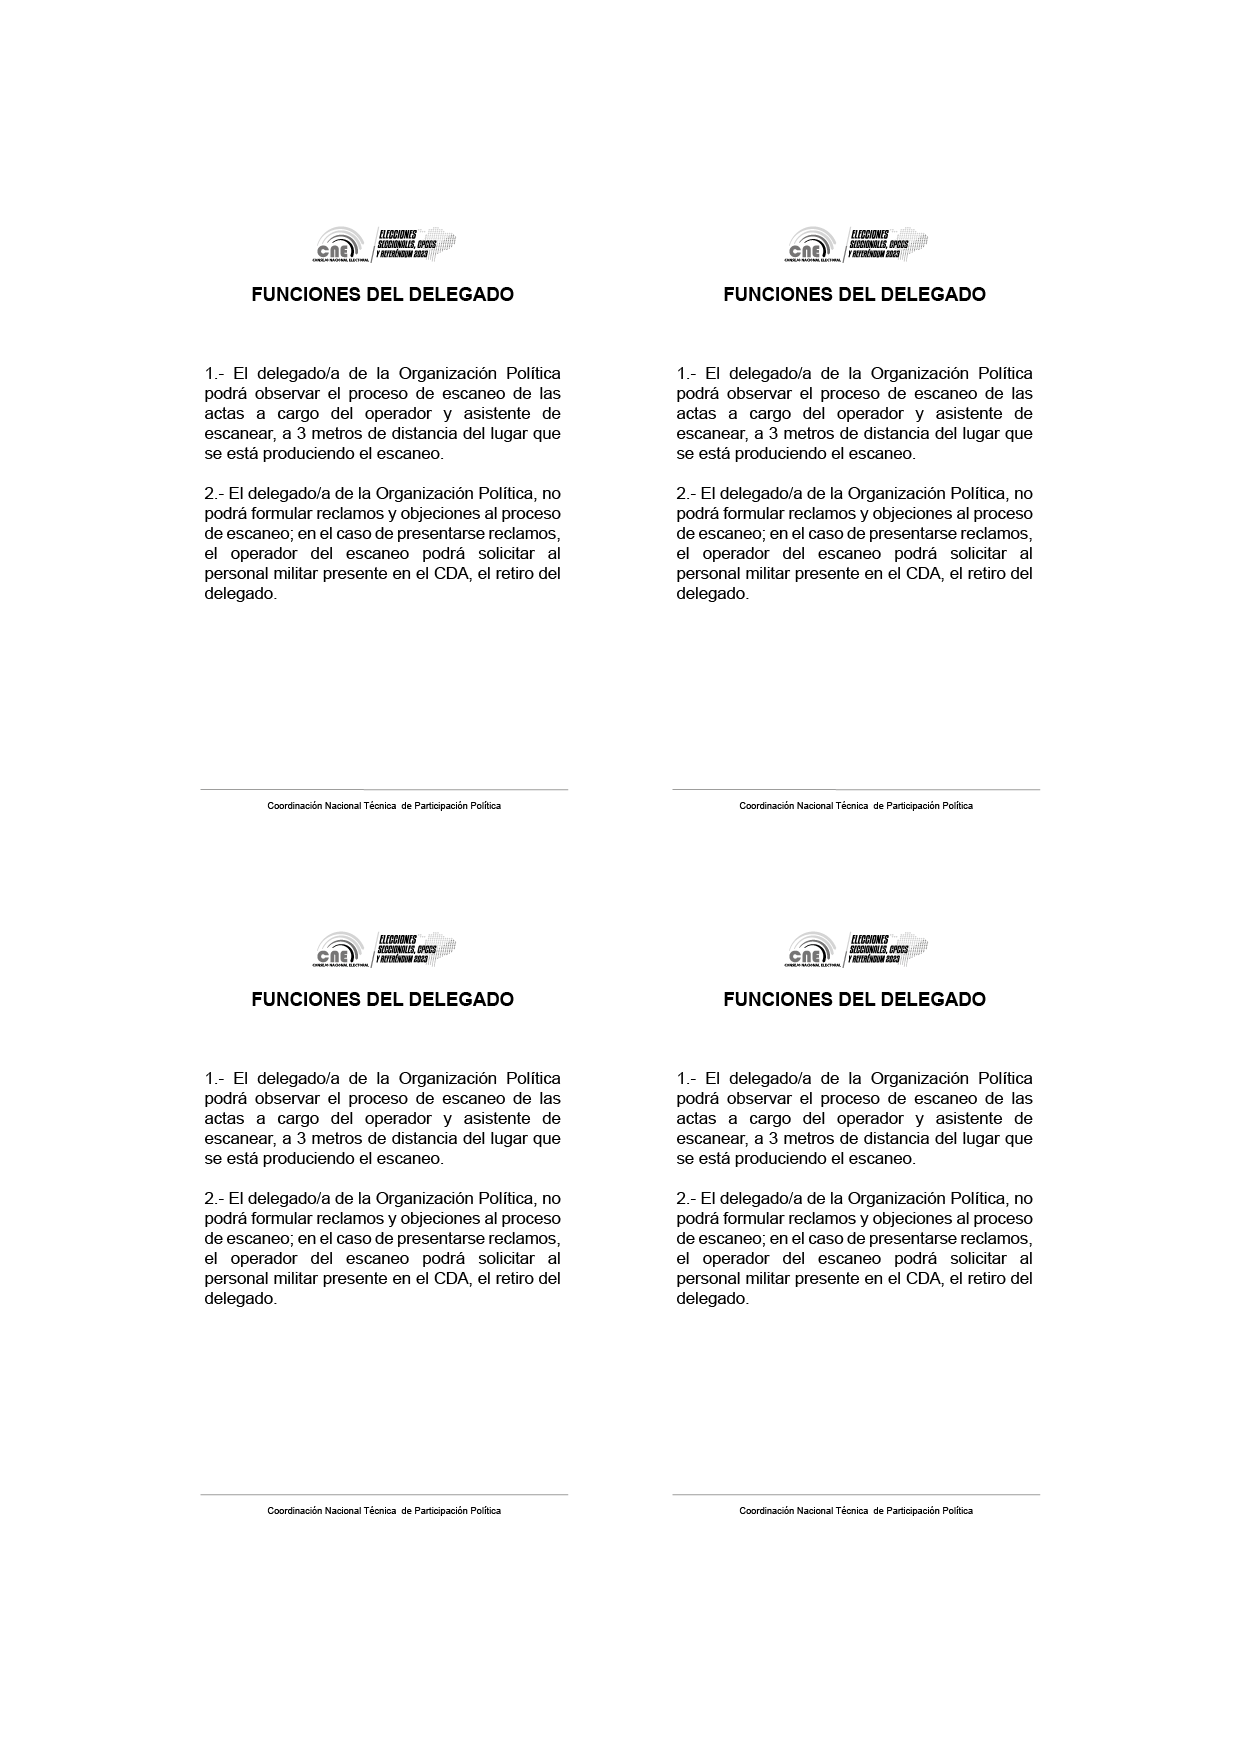 CNE
CONSEJO NACIONAL ELECTORAL
ELECCIONES
SECCIONALES, CPCCS
Y REFERÉNDUM 2023
FUNCIONES DEL DELEGADO
1.- El delegado/a de la Organización Política
podrá observar el proceso de escaneo de las
actas a cargo del operador y asistente de
escanear, a 3 metros de distancia del lugar que
se está produciendo el escaneo.
2.- El delegado/a de la Organización Política, no
podrá formular reclamos y objeciones al proceso
de escaneo; en el caso de presentarse reclamos,
el operador del escaneo podrá solicitar al
personal militar presente en el CDA, el retiro del
delegado.
Coordinación Nacional Técnica de Participación Política
CNE
CONSEJO NACIONAL ELECTORAL
ELECCIONES
SECCIONALES, CPCCS
Y REFERÉNDUM 2023
FUNCIONES DEL DELEGADO
1.- El delegado/a de la Organización Política
podrá observar el proceso de escaneo de las
actas a cargo del operador y asistente de
escanear, a 3 metros de distancia del lugar que
se está produciendo el escaneo.
2.- El delegado/a de la Organización Política, no
podrá formular reclamos y objeciones al proceso
de escaneo; en el caso de presentarse reclamos,
el operador del escaneo podrá solicitar al
personal militar presente en el CDA, el retiro del
delegado.
Coordinación Nacional Técnica de Participación Política
CNE
CONSEJO NACIONAL ELECTORAL
ELECCIONES
SECCIONALES, CPCCS
Y REFERÉNDUM 2023
FUNCIONES DEL DELEGADO
1.- El delegado/a de la Organización Política
podrá observar el proceso de escaneo de las
actas a cargo del operador y asistente de
escanear, a 3 metros de distancia del lugar que
se está produciendo el escaneo.
2.- El delegado/a de la Organización Política, no
podrá formular reclamos y objeciones al proceso
de escaneo; en el caso de presentarse reclamos,
el operador del escaneo podrá solicitar al
personal militar presente en el CDA, el retiro del
delegado.
Coordinación Nacional Técnica de Participación Política
CNE
CONSEJO NACIONAL ELECTORAL
ELECCIONES
SECCIONALES, CPCCS
Y REFERÉNDUM 2023
FUNCIONES DEL DELEGADO
1.- El delegado/a de la Organización Política
podrá observar el proceso de escaneo de las
actas a cargo del operador y asistente de
escanear, a 3 metros de distancia del lugar que
se está produciendo el escaneo.
2.- El delegado/a de la Organización Política, no
podrá formular reclamos y objeciones al proceso
de escaneo; en el caso de presentarse reclamos,
el operador del escaneo podrá solicitar al
personal militar presente en el CDA, el retiro del
delegado.
Coordinación Nacional Técnica de Participación Política